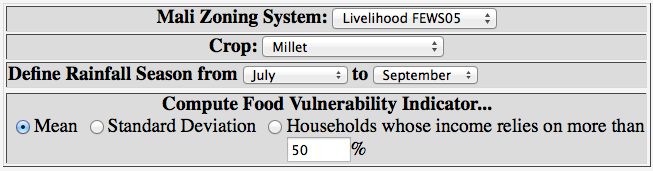 Mali Zoning System: Livelihood FEWS05
Crop: Millet
Define Rainfall Season from July to September
Compute Food Vulnerability Indicator...
Mean Standard Deviation Households whose income relies on more than
50 %